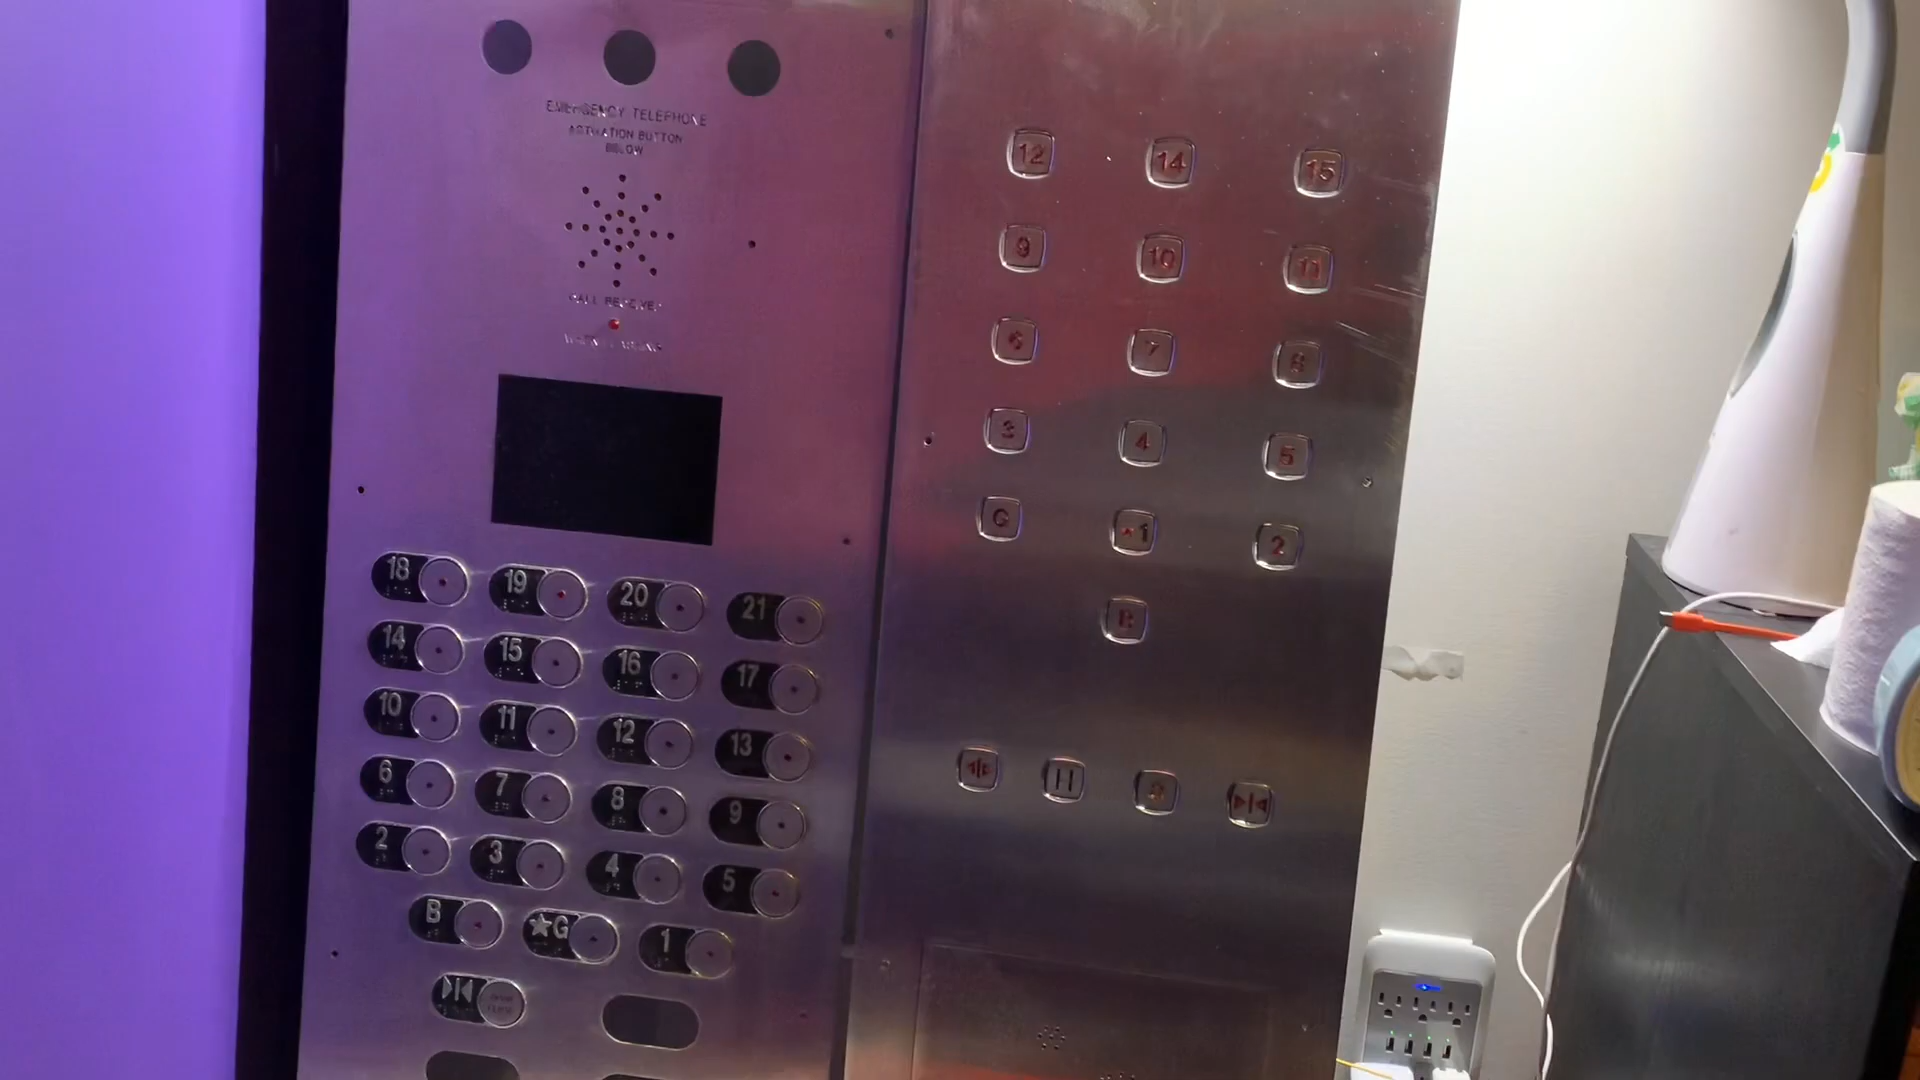 EMERGENCY TELEPHONE
ACTIVATION BUTTON
BELOW
CALL RECEIVED
18 19 20 21
14 15 16 17
10 11 12 13
6 7 8 9
2 3 4 5
B ★G 1
12 14 15
9 10 11
6 7 8
3 4 5
G 1 2
B